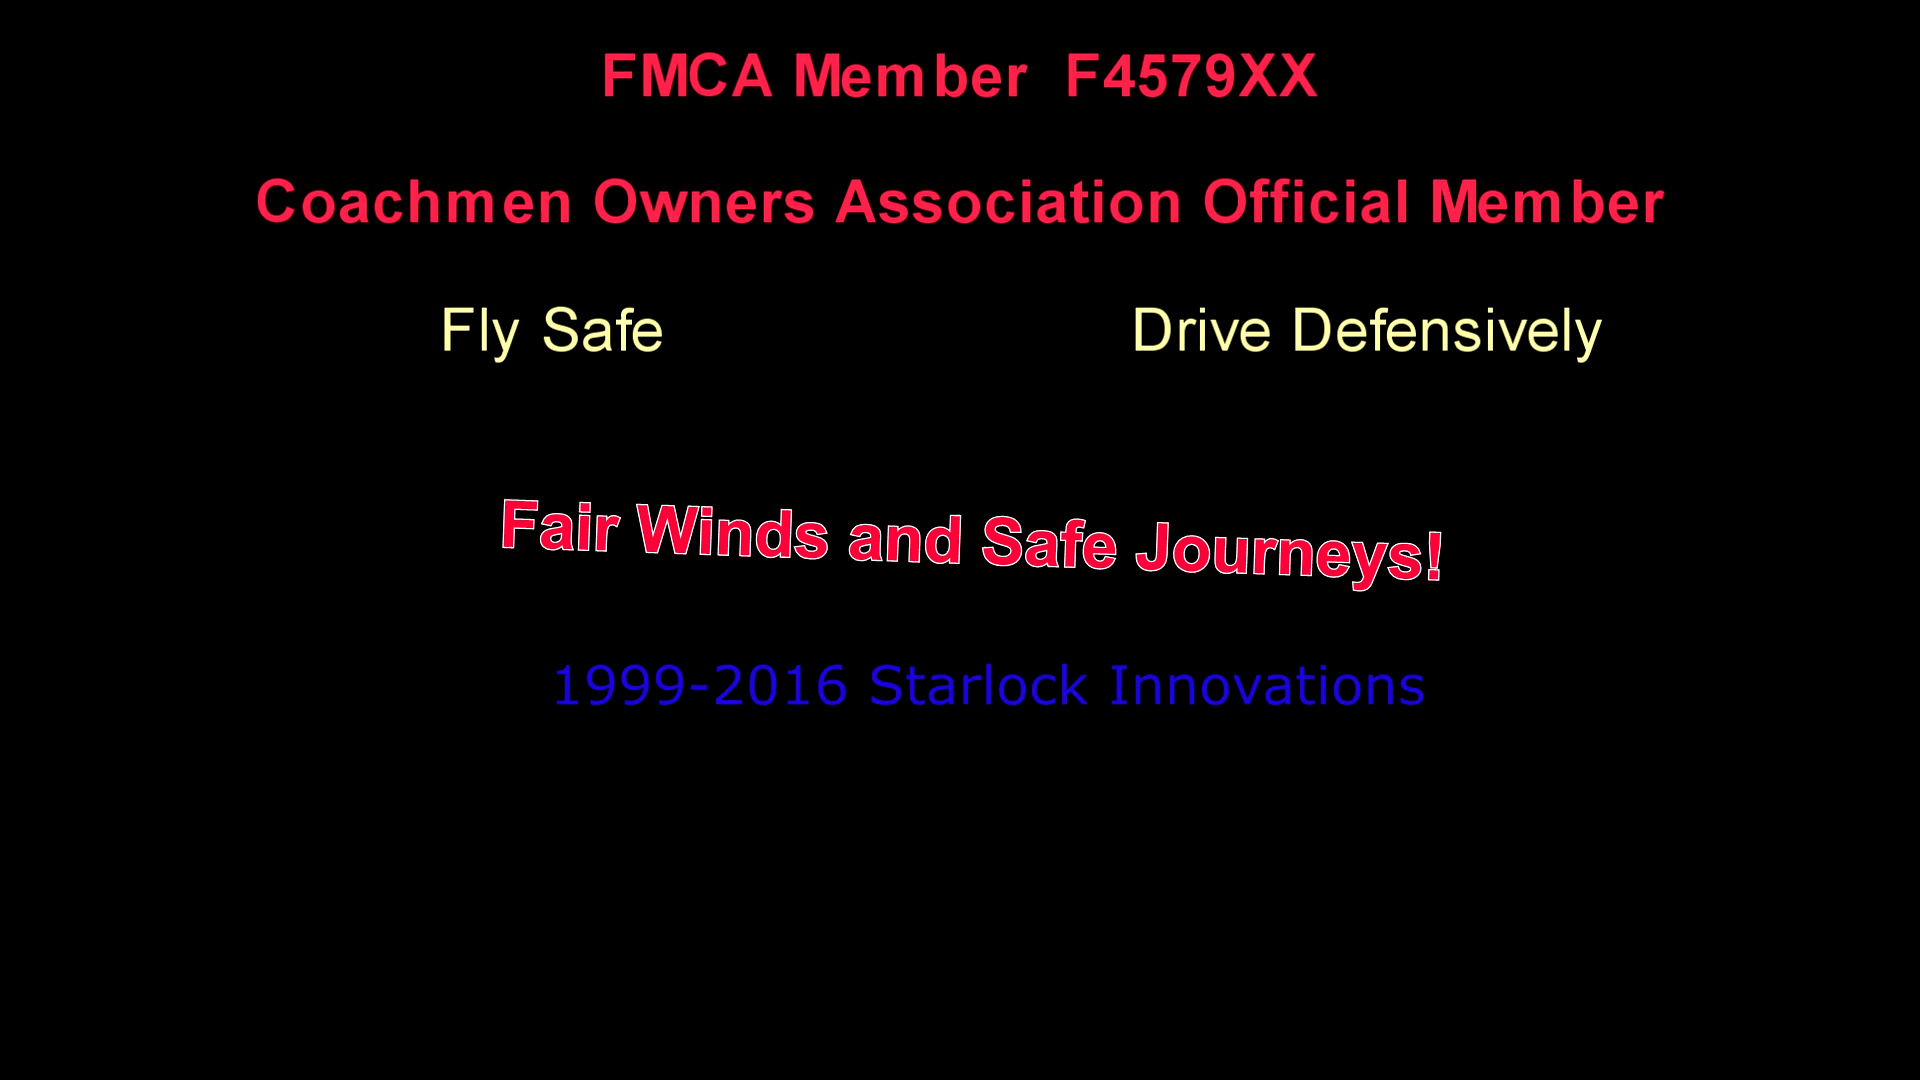 FMCA Member  F4579XX
Coachmen Owners Association Official Member
Fly Safe Drive Defensively
Fair Winds and Safe Journeys!
1999-2016 Starlock Innovations